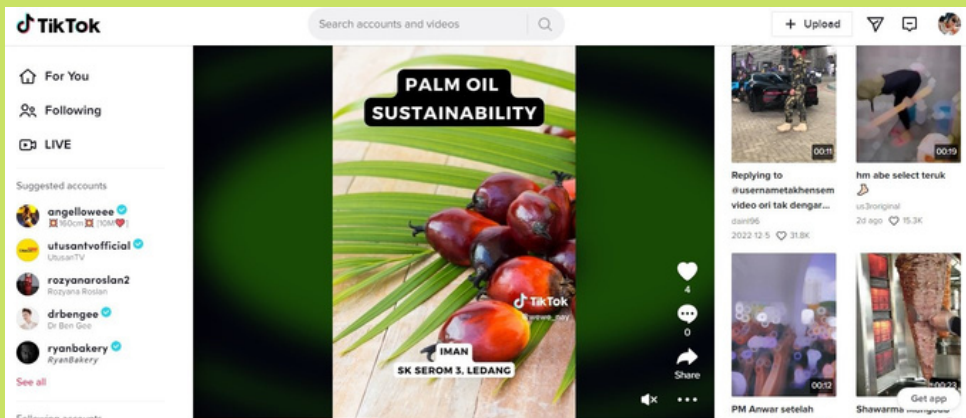 TikTok
Search accounts and videos
+ Upload
For You
Following
LIVE
Suggested accounts
angelloweee
160cm [10M]
utusantvofficial
UtusanTV
rozyanaroslan2
Rozyana Roslan
drbengee
Dr Ben Gee
ryanbakery
RyanBakery
See all
PALM OIL
SUSTAINABILITY
TikTok
IMAN
SK SEROM 3, LEDANG
4
0
Share
00:11
Replying to
@usernametakhensem
video ori tak dengar...
2022 12 5 31.8K
00:19
hm abe select teruk
us3roriginal
2d ago 15.3K
00:12
PM Anwar setelah
00:23
Shawarma
Get app